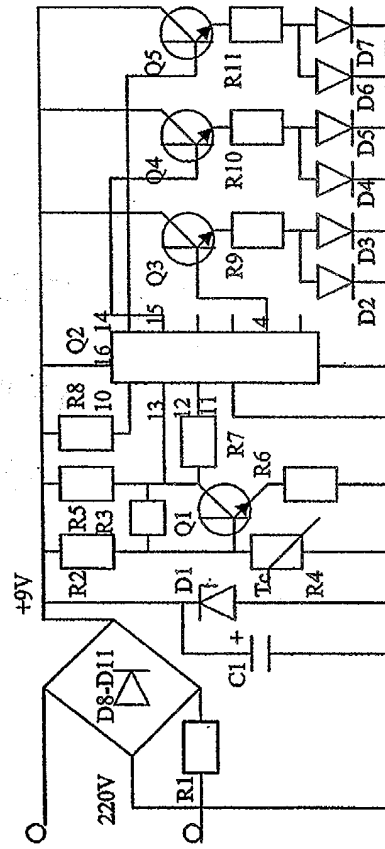 +9V
220V
D8-D11
R1
C1
+
D1
R2
R3
R5
R8
10
Q1
Tc
R4
R6
R7
13
12
11
Q2
16
14
15
4
Q3
Q4
Q5
R9
R10
R11
D2
D3
D4
D5
D6
D7